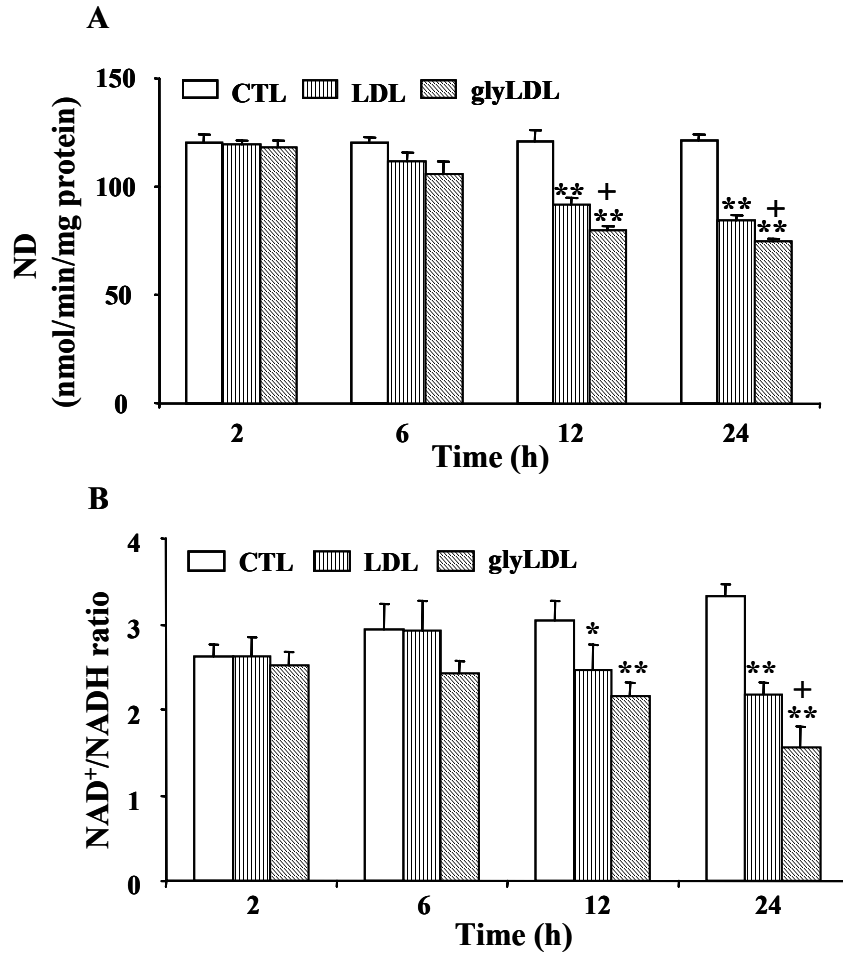 A
150
CTL LDL glyLDL
100
** + **
** + **
50
0
ND
(nmol/min/mg protein)
2 6 12 24
Time (h)
B
4
CTL LDL glyLDL
3
* **
** + **
2
1
0
NAD⁺/NADH ratio
2 6 12 24
Time (h)